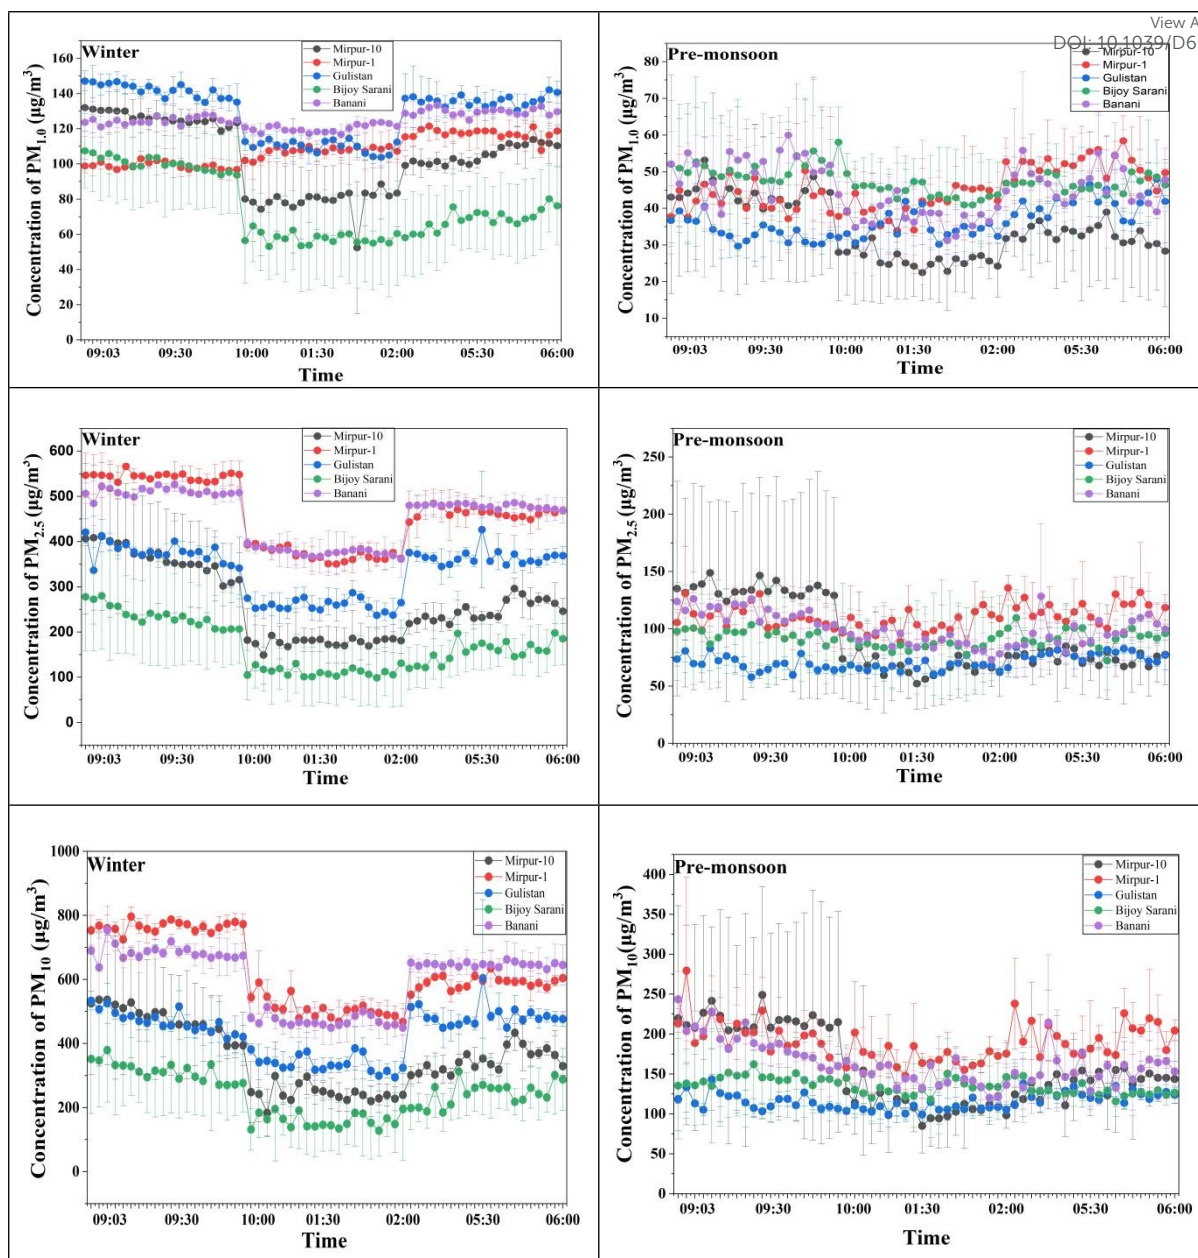 View A
DOI: 10.1039/D6
Winter
Mirpur-10
Mirpur-1
Gulistan
Bijoy Sarani
Banani
Concentration of PM1.0 (μg/m3)
160
140
120
100
80
60
40
20
0
09:03 09:30 10:00 01:30 02:00 05:30 06:00
Time
Pre-monsoon
Mirpur-10
Mirpur-1
Gulistan
Bijoy Sarani
Banani
Concentration of PM1.0 (μg/m3)
80
70
60
50
40
30
20
10
09:03 09:30 10:00 01:30 02:00 05:30 06:00
Time
Winter
Mirpur-10
Mirpur-1
Gulistan
Bijoy Sarani
Banani
Concentration of PM2.5 (μg/m3)
600
500
400
300
200
100
0
09:03 09:30 10:00 01:30 02:00 05:30 06:00
Time
Pre-monsoon
Mirpur-10
Mirpur-1
Gulistan
Bijoy Sarani
Banani
Concentration of PM2.5 (μg/m3)
250
200
150
100
50
0
09:03 09:30 10:00 01:30 02:00 05:30 06:00
Time
Winter
Mirpur-10
Mirpur-1
Gulistan
Bijoy Sarani
Banani
Concentration of PM10 (μg/m3)
1000
800
600
400
200
0
09:03 09:30 10:00 01:30 02:00 05:30 06:00
Time
Pre-monsoon
Mirpur-10
Mirpur-1
Gulistan
Bijoy Sarani
Banani
Concentration of PM10(μg/m3)
400
350
300
250
200
150
100
50
0
09:03 09:30 10:00 01:30 02:00 05:30 06:00
Time